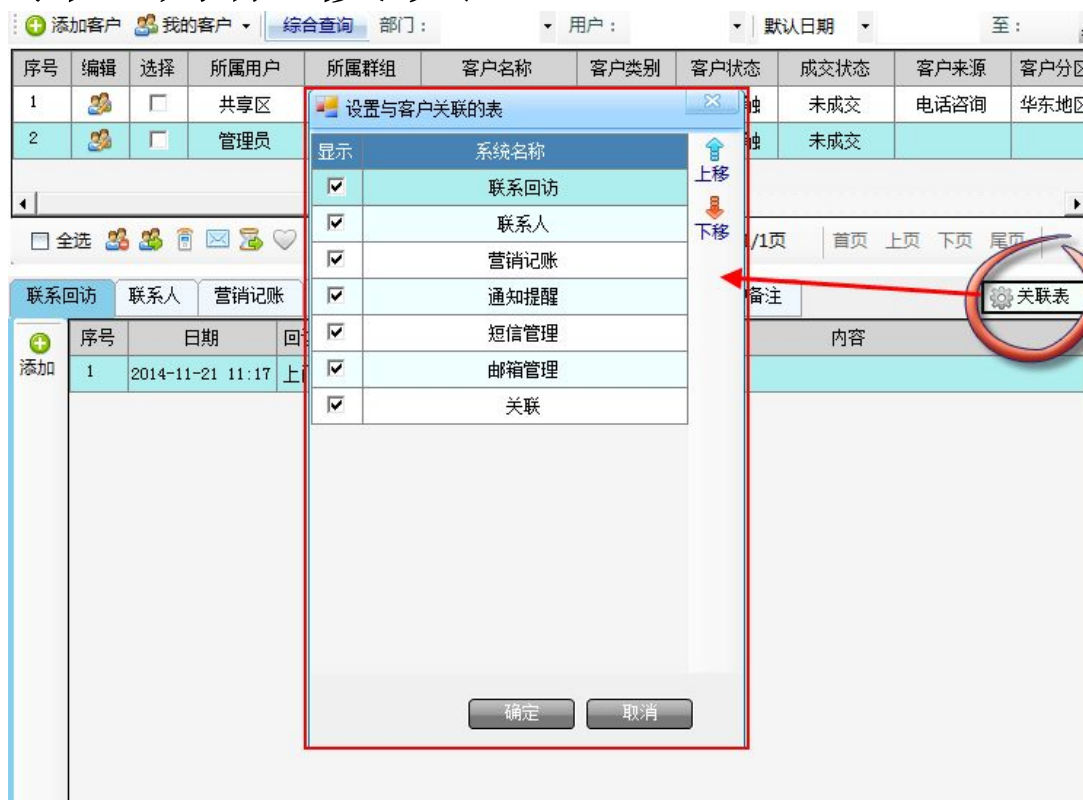 添加客户 我的客户 综合查询 部门： 用户： 默认日期 至：
序号 编辑 选择 所属用户 所属群组 客户名称 客户类别 客户状态 成交状态 客户来源 客户分区
1 共享区 触 未成交 电话咨询 华东地区
2 管理员 触 未成交
设置与客户关联的表
显示 系统名称
联系回访
联系人
营销记账
通知提醒
短信管理
邮箱管理
关联
上移
下移
确定 取消
全选 1/1页 首页 上页 下页 尾页
联系回访 联系人 营销记账 备注 关联表
添加
序号 日期 回访 内容
1 2014-11-21 11:17 上门